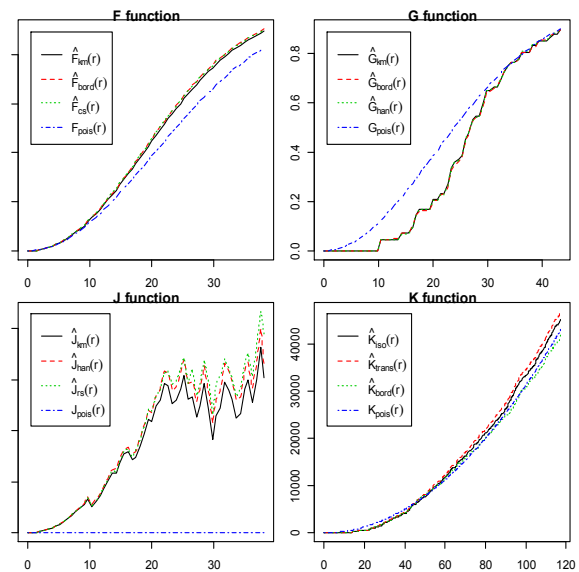 F function
F̂km(r)
F̂bord(r)
F̂cs(r)
Fpois(r)
0 10 20 30
G function
Ĝkm(r)
Ĝbord(r)
Ĝhan(r)
Gpois(r)
0.0 0.2 0.4 0.6 0.8
0 10 20 30 40
J function
Ĵkm(r)
Ĵhan(r)
Ĵrs(r)
Jpois(r)
0 10 20 30
K function
K̂iso(r)
K̂trans(r)
K̂bord(r)
Kpois(r)
0 10000 20000 30000 40000
0 20 40 60 80 100 120